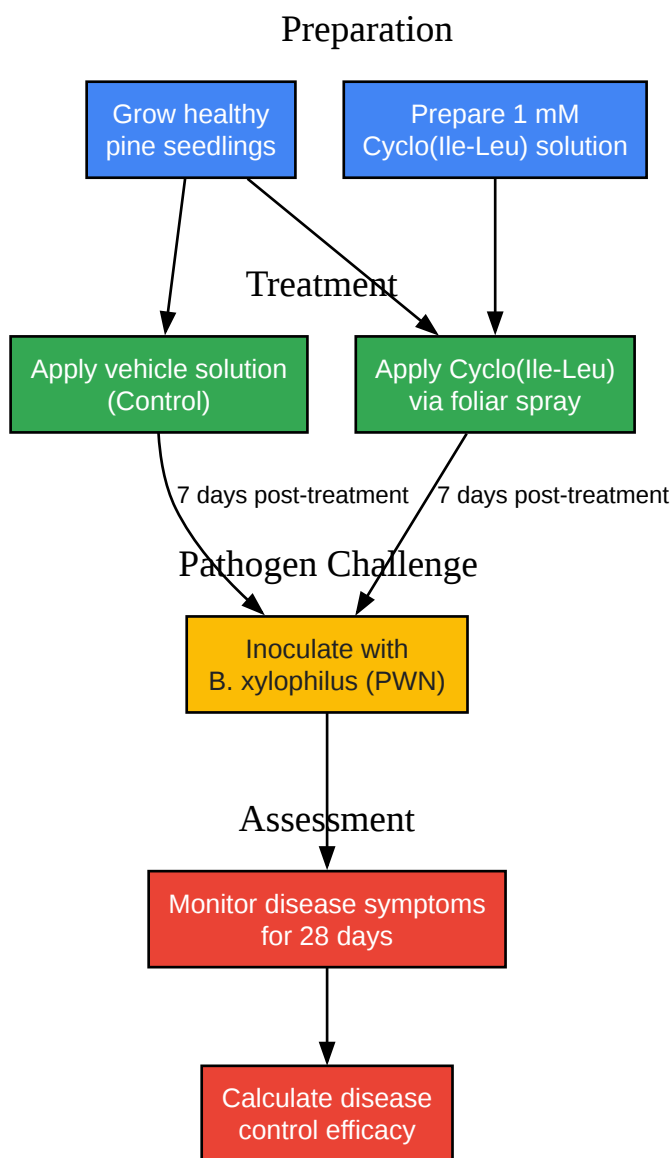 Preparation
Grow healthy
pine seedlings
Prepare 1 mM
Cyclo(Ile-Leu) solution
Treatment
Apply vehicle solution
(Control)
Apply Cyclo(Ile-Leu)
via foliar spray
7 days post-treatment
7 days post-treatment
Pathogen Challenge
Inoculate with
B. xylophilus (PWN)
Assessment
Monitor disease symptoms
for 28 days
Calculate disease
control efficacy